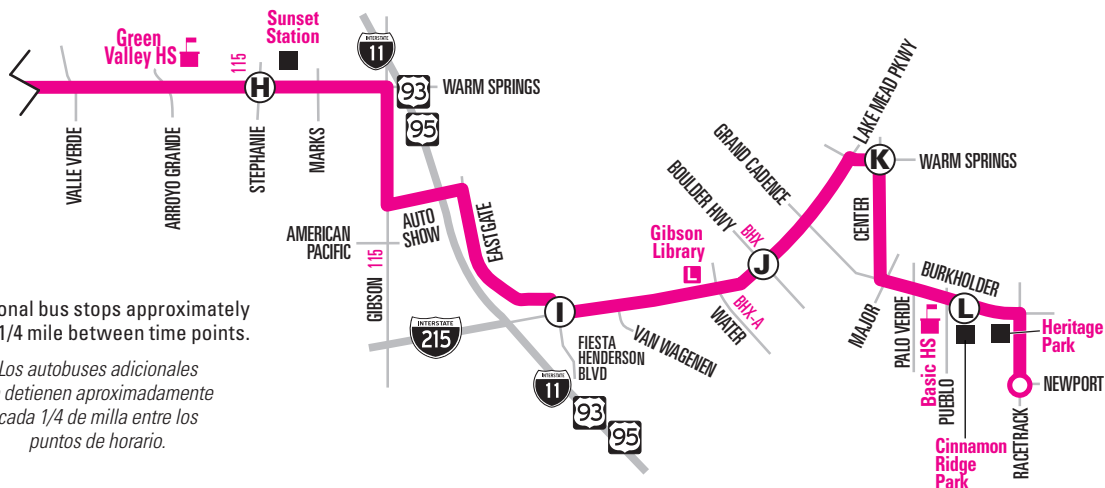 Green
Valley HS
115
H
Sunset
Station
INTERSTATE
11
93
95
WARM SPRINGS
VALLE VERDE
ARROYO GRANDE
STEPHANIE
MARKS
AMERICAN
PACIFIC
GIBSON 115
AUTO
SHOW
EASTGATE
INTERSTATE
215
I
FIESTA
HENDERSON
BLVD
INTERSTATE
11
93
95
VAN WAGENEN
Gibson
Library
L
BHX-A
WATER
BOULDER HWY
BHX
J
GRAND CADENCE
LAKE MEAD PKWY
K
WARM SPRINGS
CENTER
MAJOR
BURKHOLDER
PALO VERDE
Basic HS
PUEBLO
L
Heritage
Park
NEWPORT
RACETRACK
Cinnamon
Ridge
Park
onal bus stops approximately
1/4 mile between time points.
Los autobuses adicionales
detienen aproximadamente
cada 1/4 de milla entre los
puntos de horario.